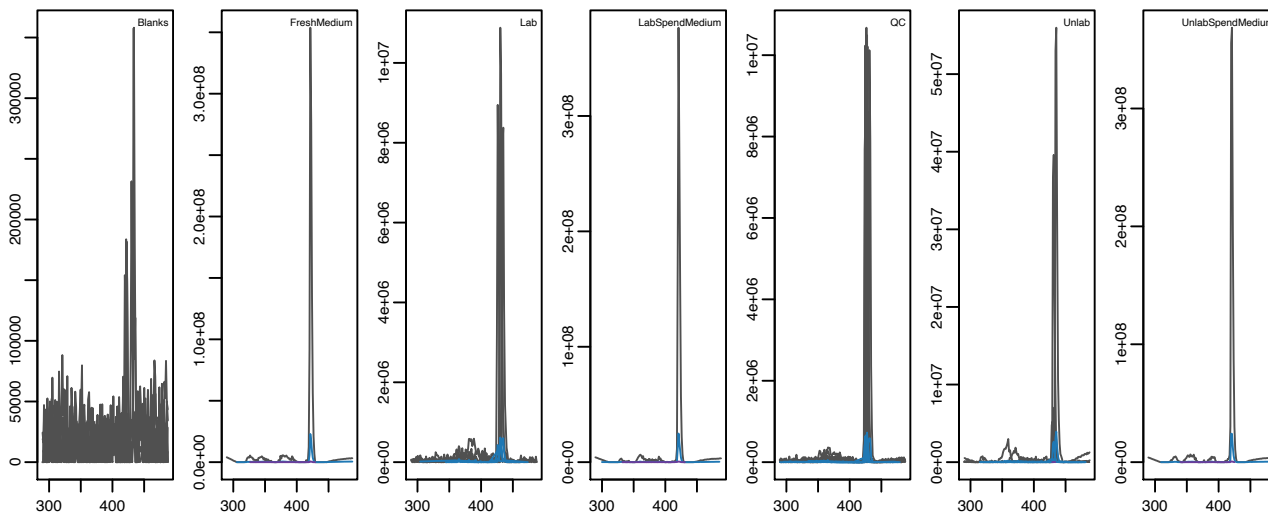 Blanks
0
50000
100000
200000
300000
300
400
FreshMedium
0.0e+00
1.0e+08
2.0e+08
3.0e+08
300
400
Lab
0e+00
2e+06
4e+06
6e+06
8e+06
1e+07
300
400
LabSpendMedium
0e+00
1e+08
2e+08
3e+08
300
400
QC
0e+00
2e+06
4e+06
6e+06
8e+06
1e+07
300
400
Unlab
0e+00
1e+07
2e+07
3e+07
4e+07
5e+07
300
400
UnlabSpendMedium
0e+00
1e+08
2e+08
3e+08
300
400